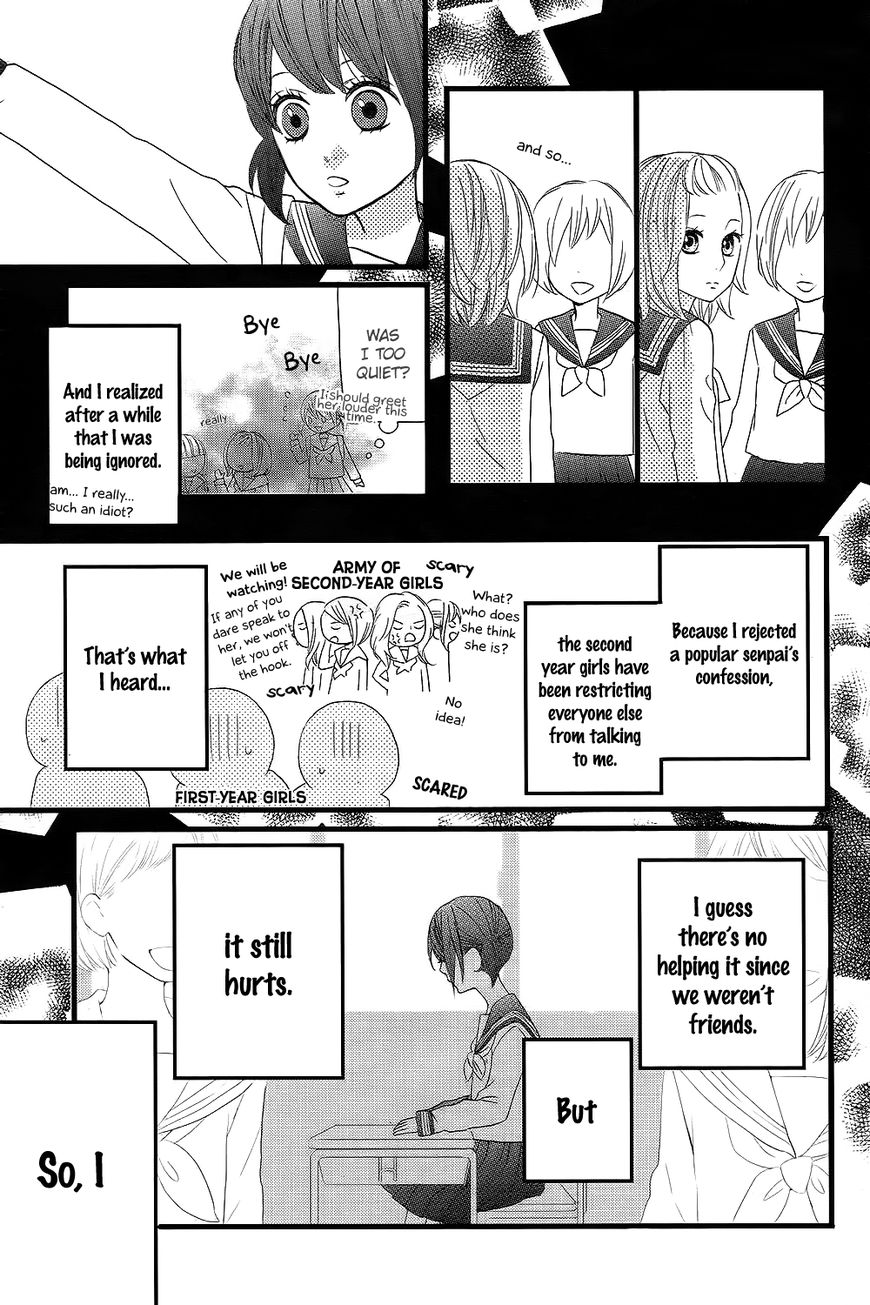 and so...
Bye
Bye
WAS
I TOO
QUIET?
I should greet
her louder this
time...
really
And I realized
after a while
that I was
being ignored.
am... I really...
such an idiot?
Because I rejected
a popular senpai's
confession,
the second
year girls have
been restricting
everyone else
from talking
to me.
ARMY OF
SECOND-YEAR GIRLS
scary
What?
who does
she think
she is?
We will be
watching!
If any of you
dare speak to
her, we won't
let you off
the hook.
scary
No
idea!
That's what
I heard...
FIRST-YEAR GIRLS
SCARED
I guess
there's no
helping it since
we weren't
friends.
But
it still
hurts.
So, I